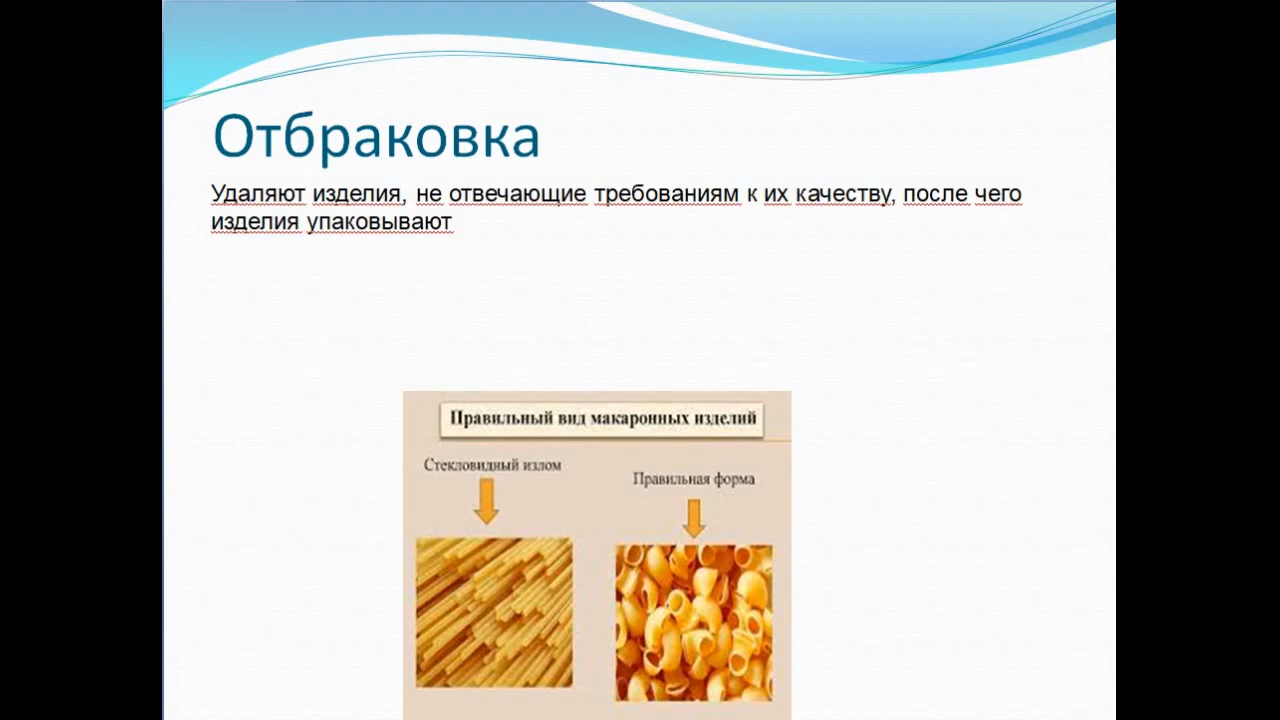 Отбраковка
Удаляют изделия, не отвечающие требованиям к их качеству, после чего
изделия упаковывают
Правильный вид макаронных изделий
Стекловидный излом
Правильная форма